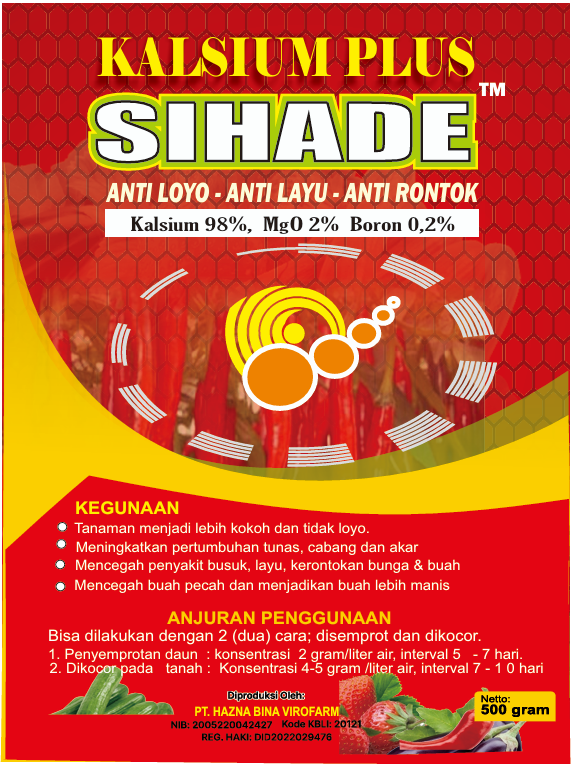 KALSIUM PLUS
SIHADE™
ANTI LOYO - ANTI LAYU - ANTI RONTOK
Kalsium 98%, MgO 2% Boron 0,2%
KEGUNAAN
Tanaman menjadi lebih kokoh dan tidak loyo.
Meningkatkan pertumbuhan tunas, cabang dan akar
Mencegah penyakit busuk, layu, kerontokan bunga & buah
Mencegah buah pecah dan menjadikan buah lebih manis
ANJURAN PENGGUNAAN
Bisa dilakukan dengan 2 (dua) cara; disemprot dan dikocor.
1. Penyemprotan daun : konsentrasi 2 gram/liter air, interval 5 - 7 hari.
2. Dikocor pada tanah : Konsentrasi 4-5 gram /liter air, interval 7 - 1 0 hari
Diproduksi Oleh:
PT. HAZNA BINA VIROFARM
NIB: 2005220042427 Kode KBLI: 20121
REG. HAKI: DID2022029476
Netto:
500 gram